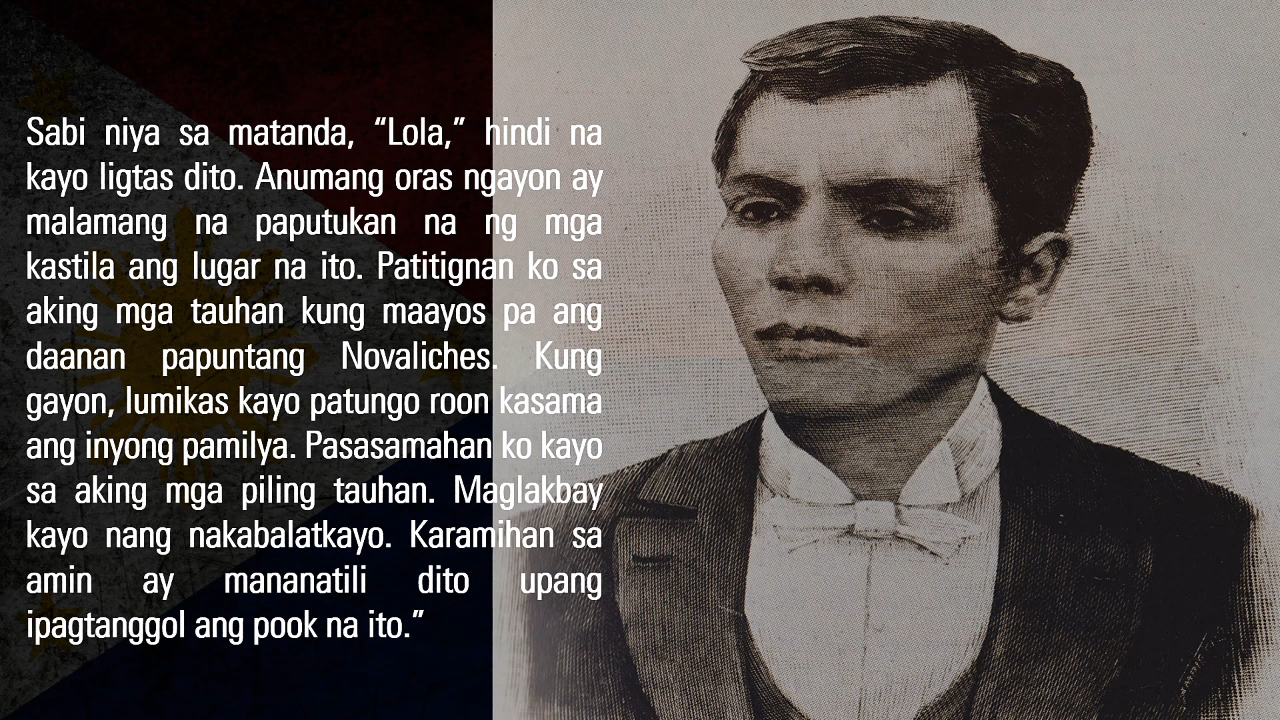 Sabi niya sa matanda, “Lola,” hindi na
kayo ligtas dito. Anumang oras ngayon ay
malamang na paputukan na ng mga
kastila ang lugar na ito. Patitignan ko sa
aking mga tauhan kung maayos pa ang
daanan papuntang Novaliches. Kung
gayon, lumikas kayo patungo roon kasama
ang inyong pamilya. Pasasamahan ko kayo
sa aking mga piling tauhan. Maglakbay
kayo nang nakabalatkayo. Karamihan sa
amin ay mananatili dito upang
ipagtanggol ang pook na ito.”